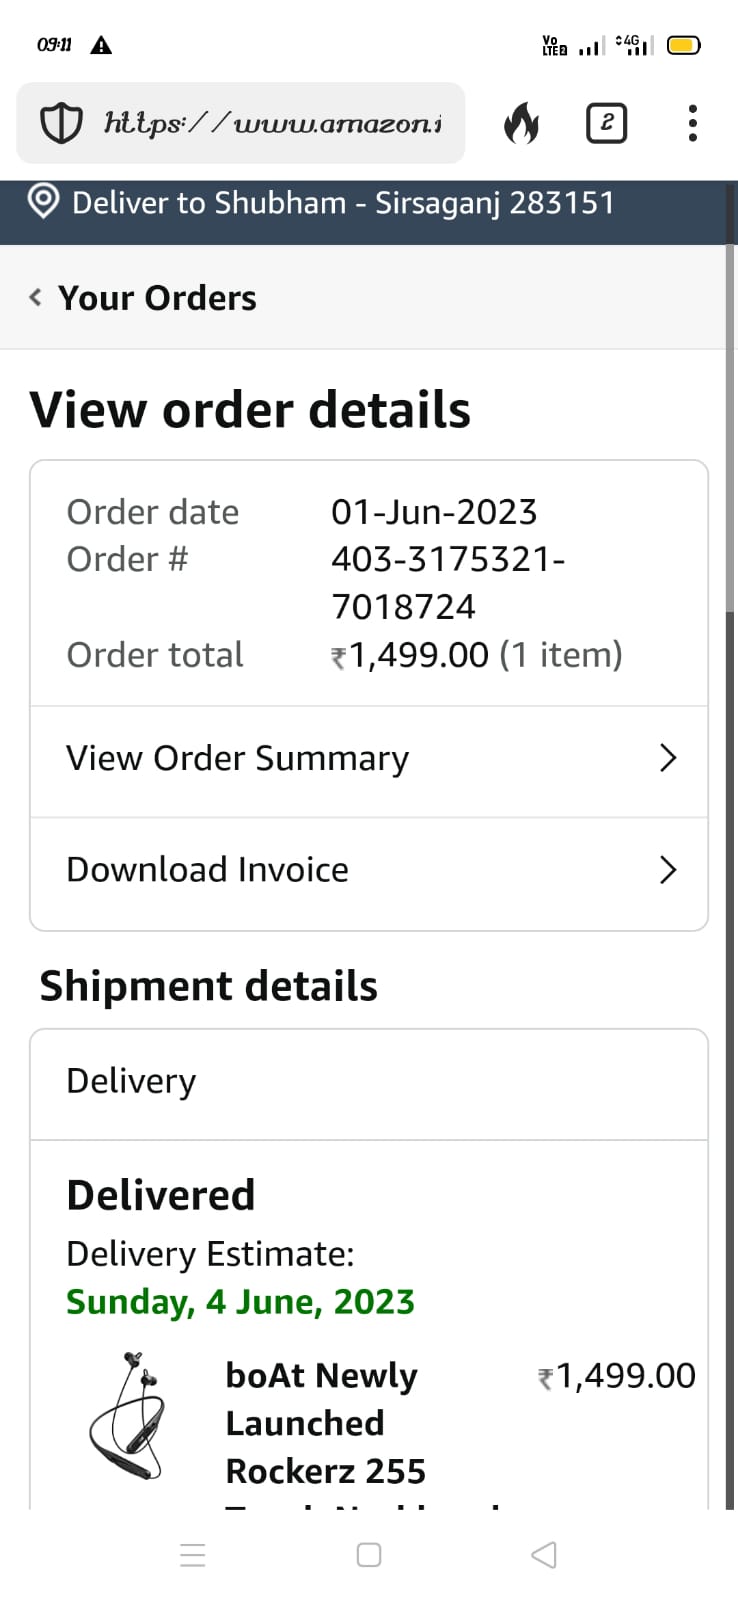 09:11
Vo
LTE2
4G
https://www.amazon.i
2
Deliver to Shubham - Sirsaganj 283151
Your Orders
View order details
Order date 01-Jun-2023
Order # 403-3175321-
7018724
Order total ₹1,499.00 (1 item)
View Order Summary
Download Invoice
Shipment details
Delivery
Delivered
Delivery Estimate:
Sunday, 4 June, 2023
boAt Newly ₹1,499.00
Launched
Rockerz 255